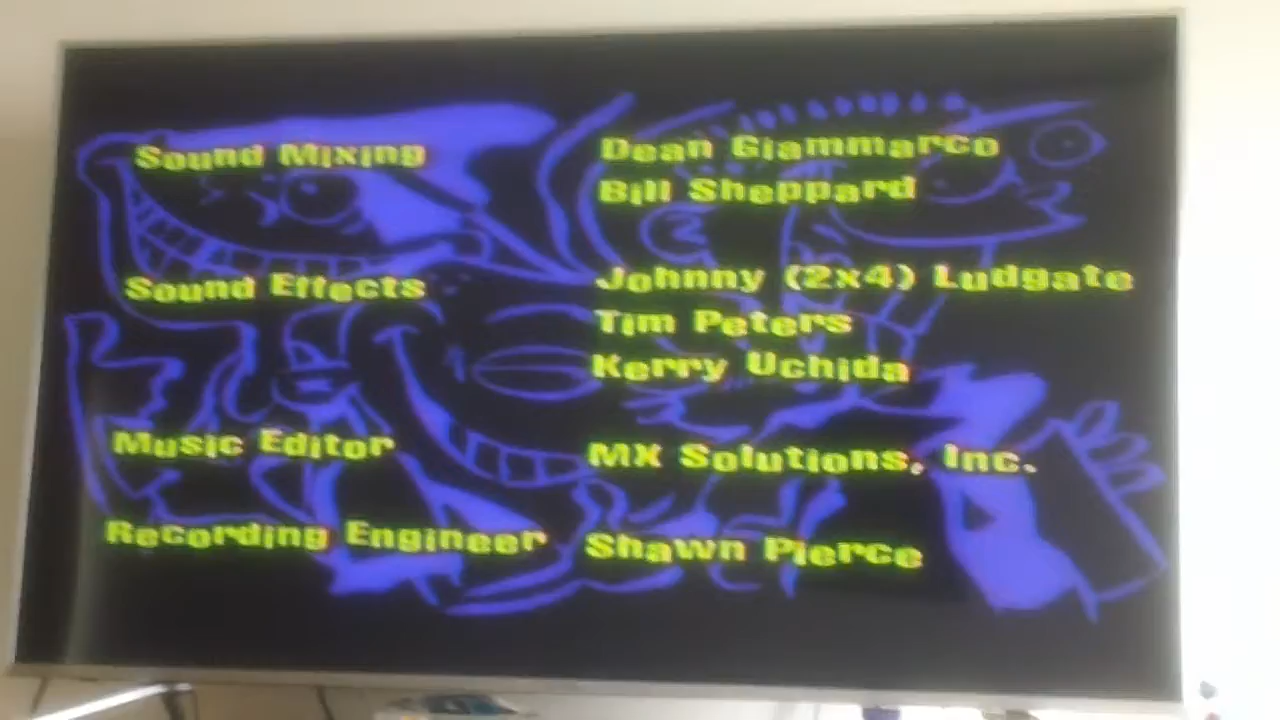 Sound Mixing Dean Giammarco
Bill Sheppard
Sound Effects Johnny (2x4) Ludgate
Tim Peters
Kerry Uchida
Music Editor MX Solutions, Inc.
Recording Engineer Shawn Pierce